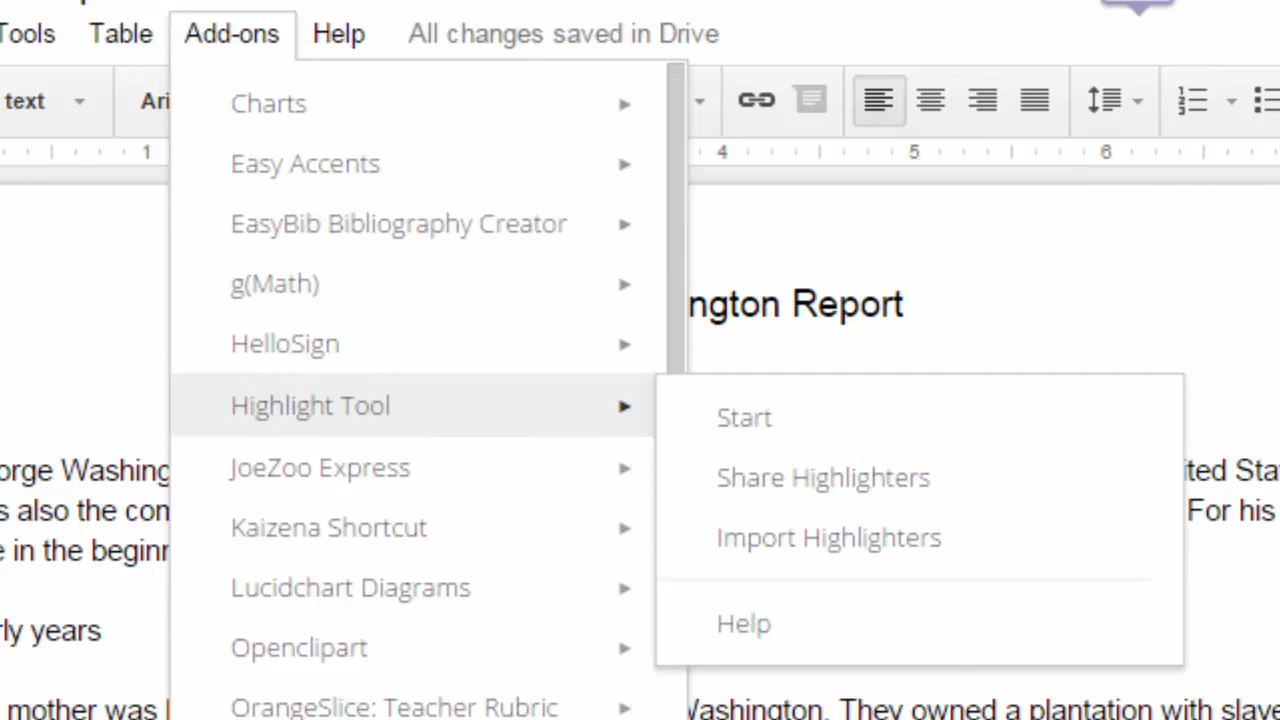 Tools Table Add-ons Help All changes saved in Drive
text Ari
1 4 5 6
Charts
Easy Accents
EasyBib Bibliography Creator
g(Math)
ngton Report
HelloSign
Highlight Tool
Start
JoeZoo Express
Share Highlighters
Kaizena Shortcut
Import Highlighters
Lucidchart Diagrams
Help
Openclipart
OrangeSlice: Teacher Rubric
orge Washing ited Sta
s also the con For his
e in the beginr
rly years
mother was Washington. They owned a plantation with slave